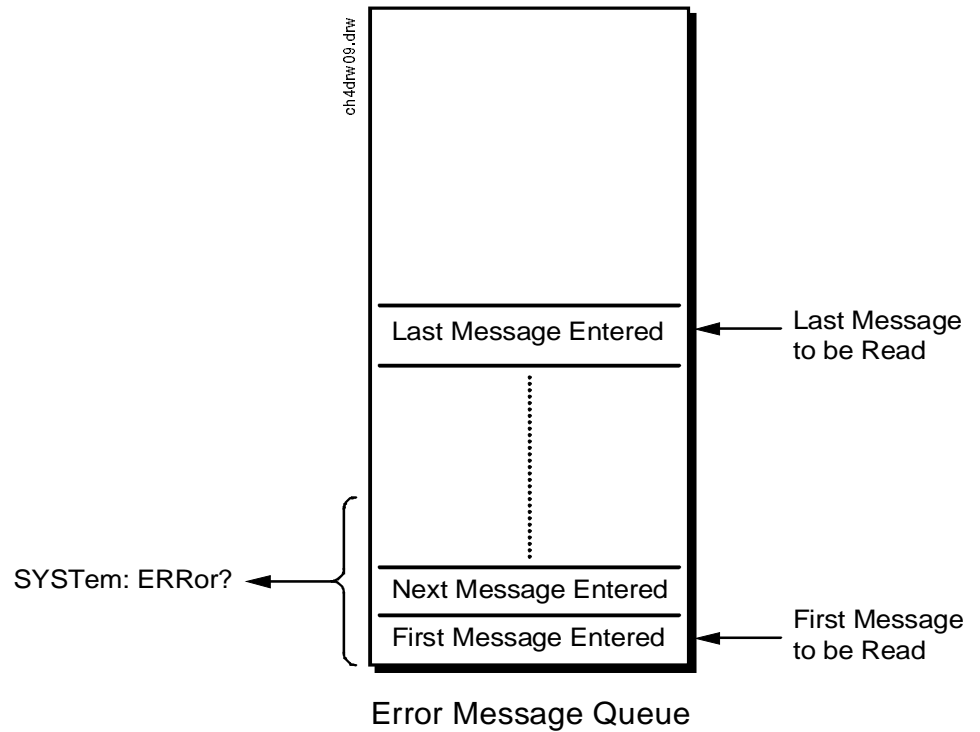 ch4drw09.drw
Last Message Entered
Last Message
to be Read
SYSTem: ERRor?
Next Message Entered
First Message Entered
First Message
to be Read
Error Message Queue